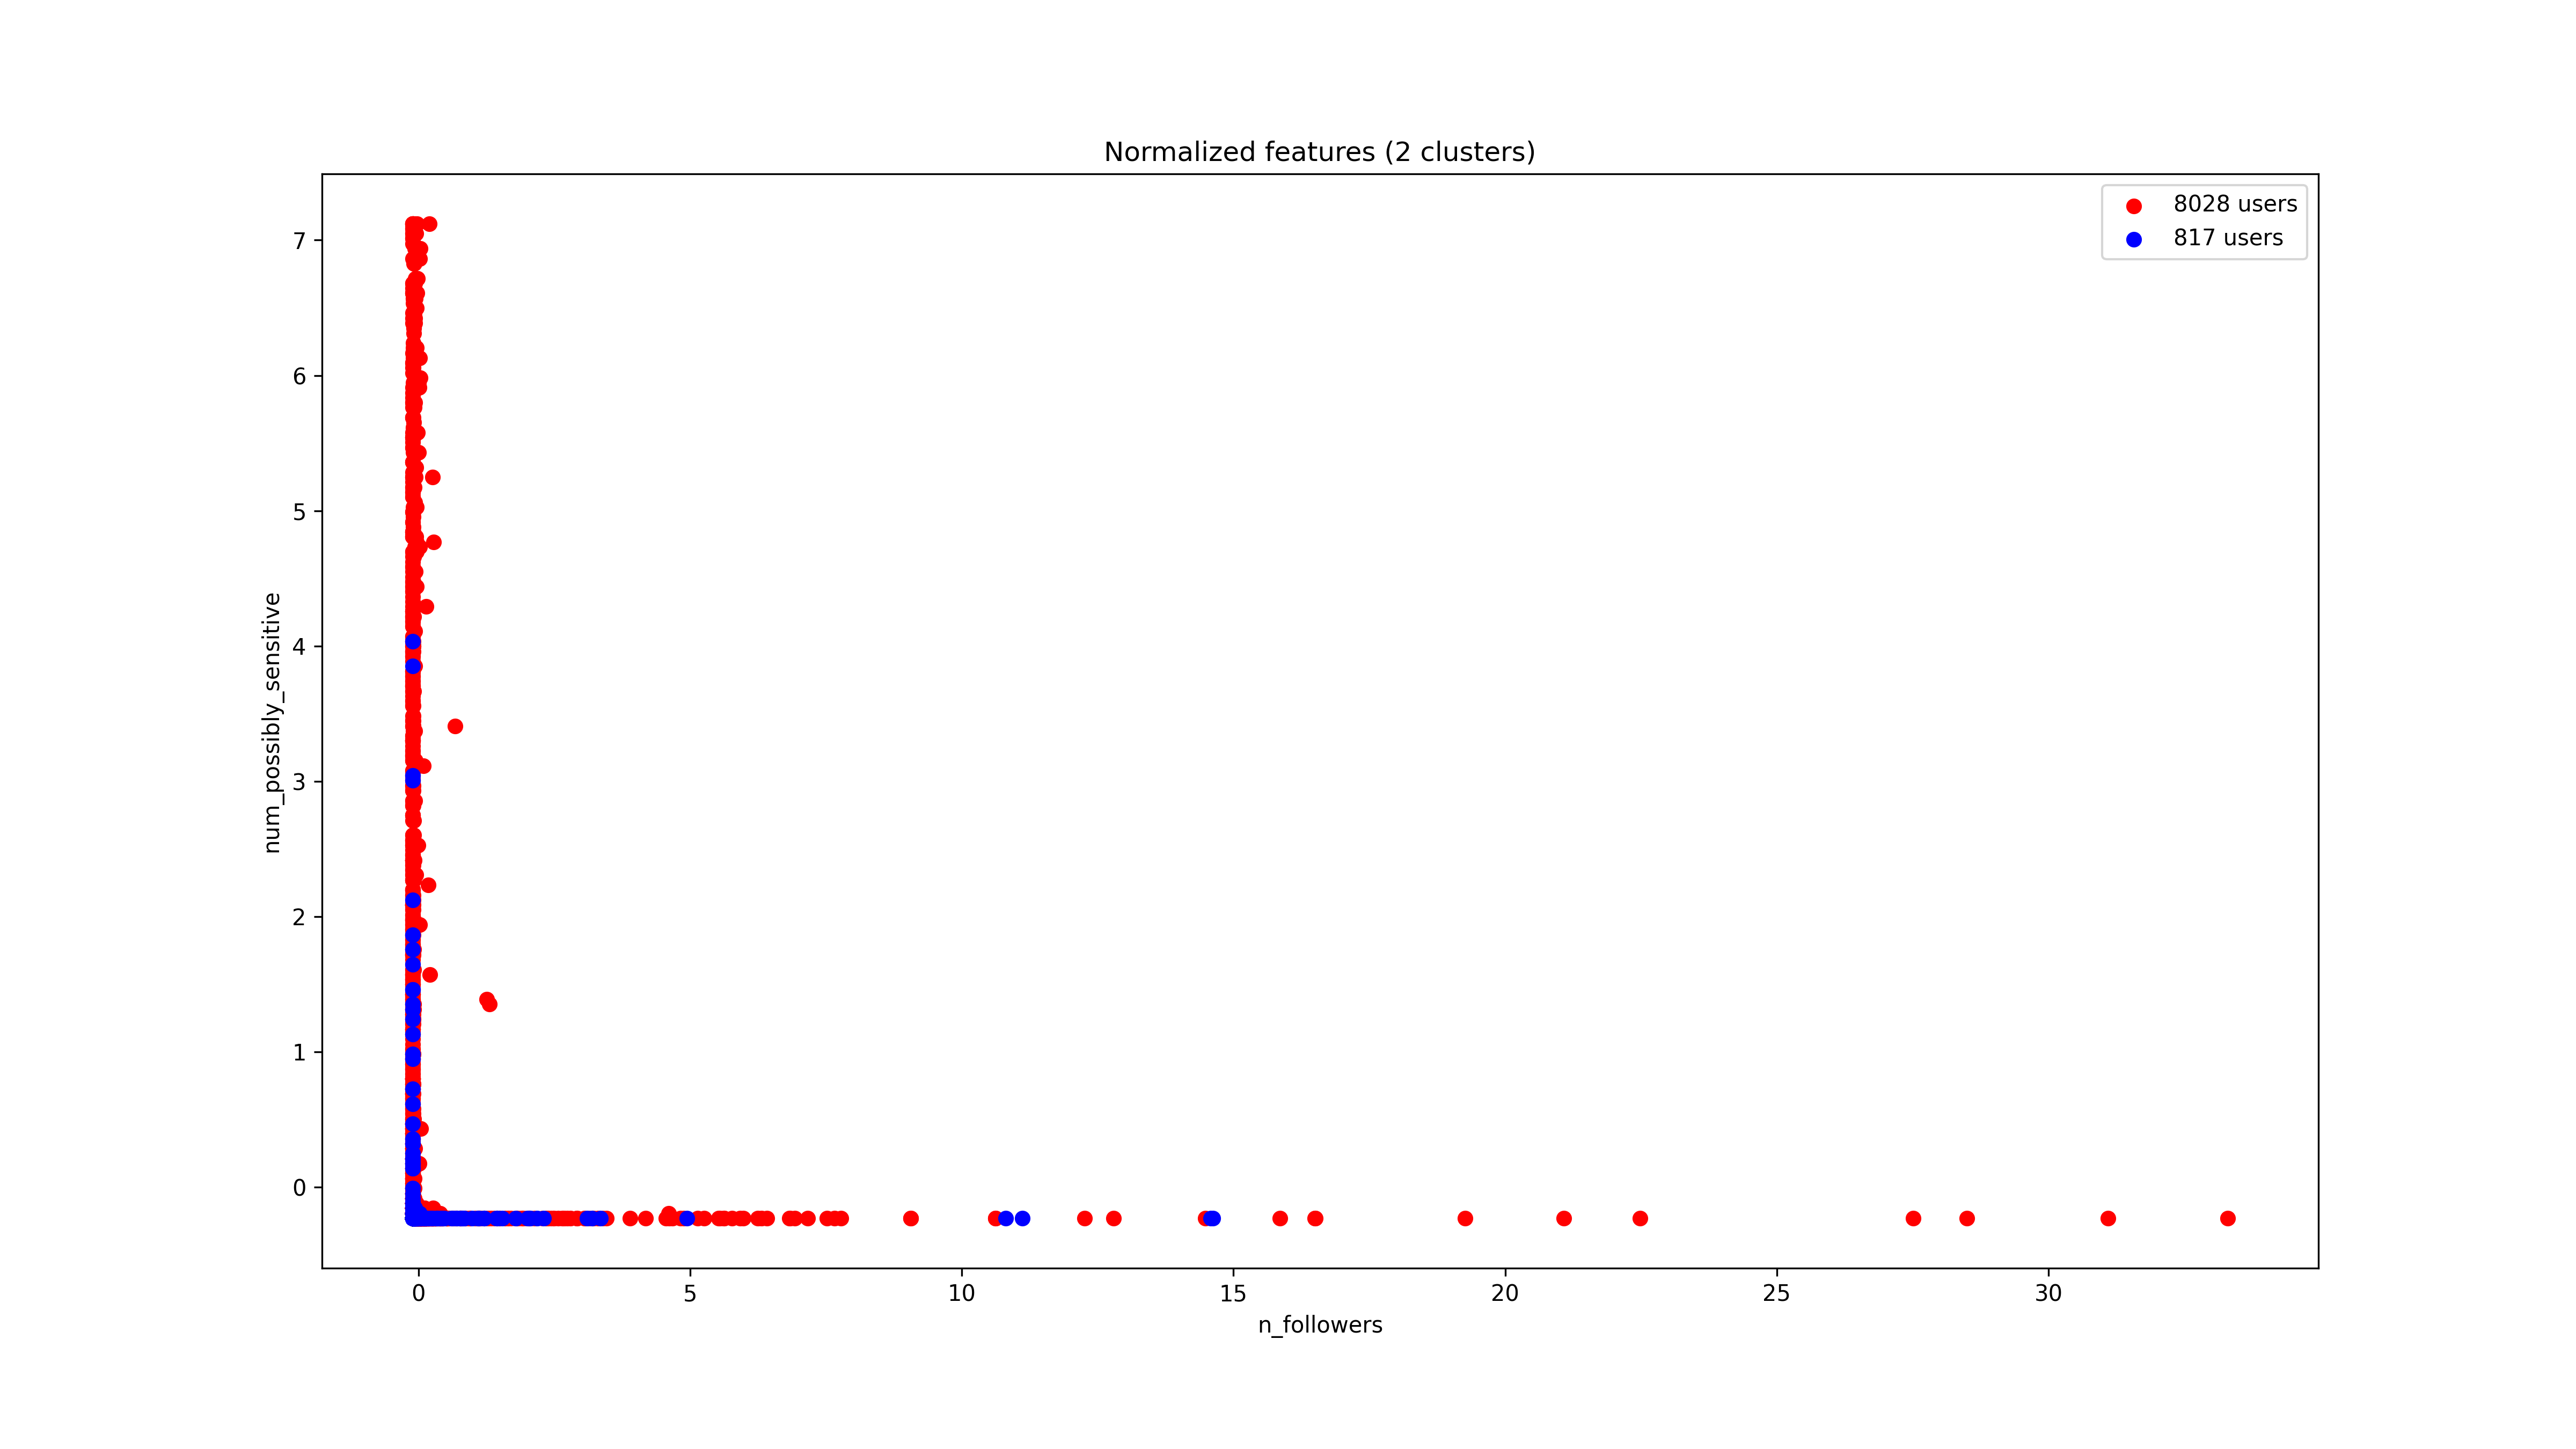 Normalized features (2 clusters)
8028 users
817 users
num_possibly_sensitive
7
6
5
4
3
2
1
0
0 5 10 15 20 25 30
n_followers